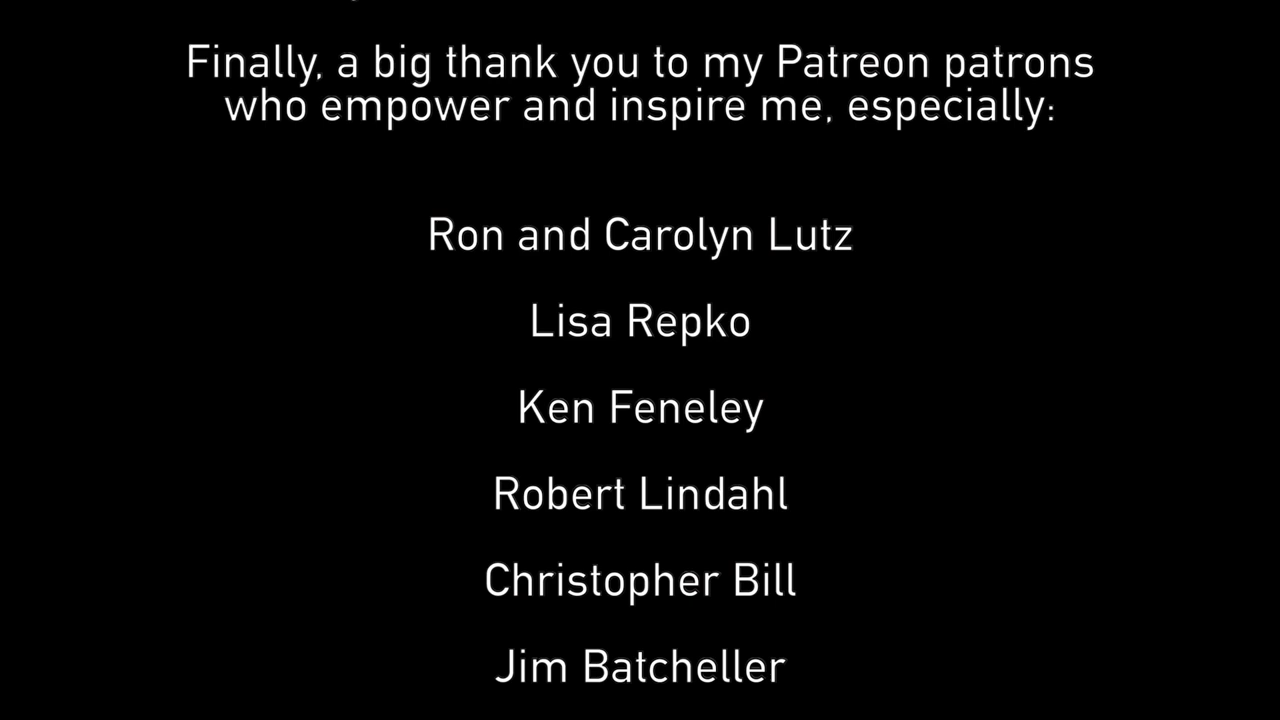 Finally, a big thank you to my Patreon patrons
who empower and inspire me, especially:
Ron and Carolyn Lutz
Lisa Repko
Ken Feneley
Robert Lindahl
Christopher Bill
Jim Batcheller